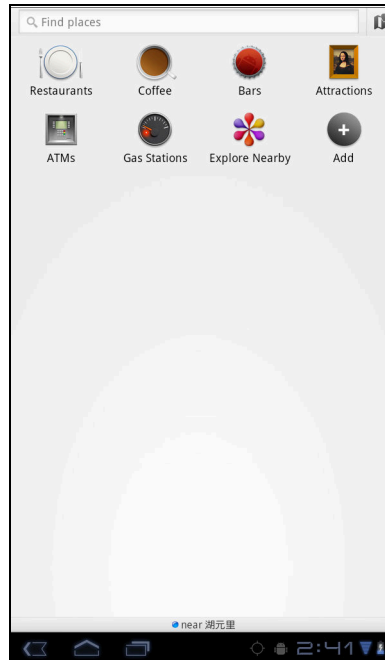 Find places
Restaurants Coffee Bars Attractions
ATMs Gas Stations Explore Nearby Add
near 湖元里
2:41